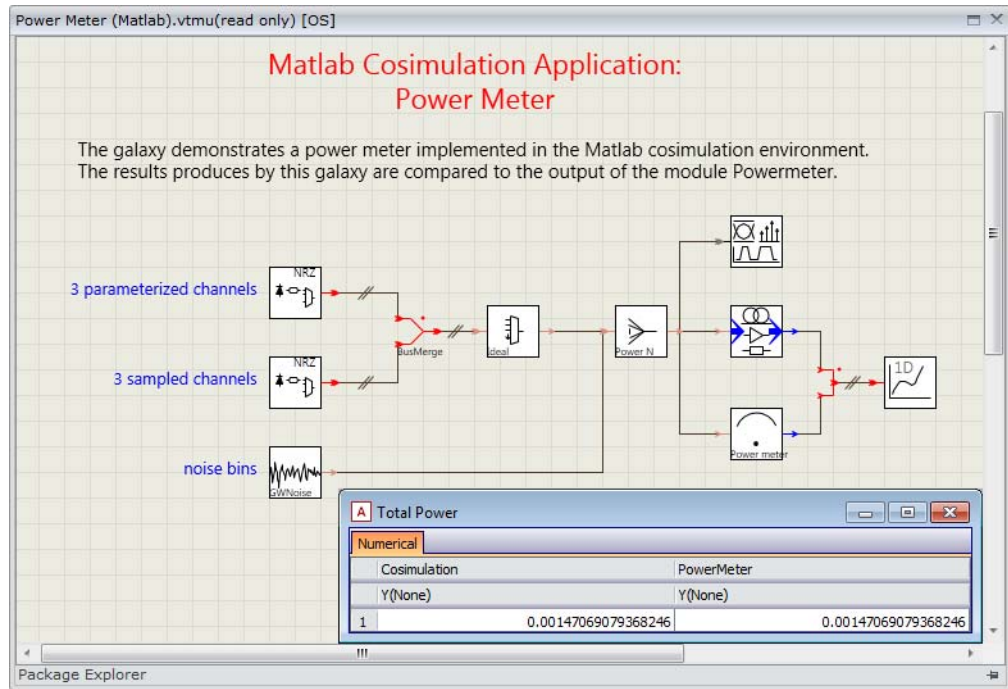 Power Meter (Matlab).vtmu(read only) [OS]
Matlab Cosimulation Application:
Power Meter
The galaxy demonstrates a power meter implemented in the Matlab cosimulation environment.
The results produces by this galaxy are compared to the output of the module Powermeter.
NRZ
3 parameterized channels
BusMerge
Ideal
Power N
NRZ
3 sampled channels
1D
Power meter
noise bins
GWNoise
A Total Power
Numerical
Cosimulation PowerMeter
Y(None) Y(None)
1 0.00147069079368246 0.00147069079368246
Package Explorer